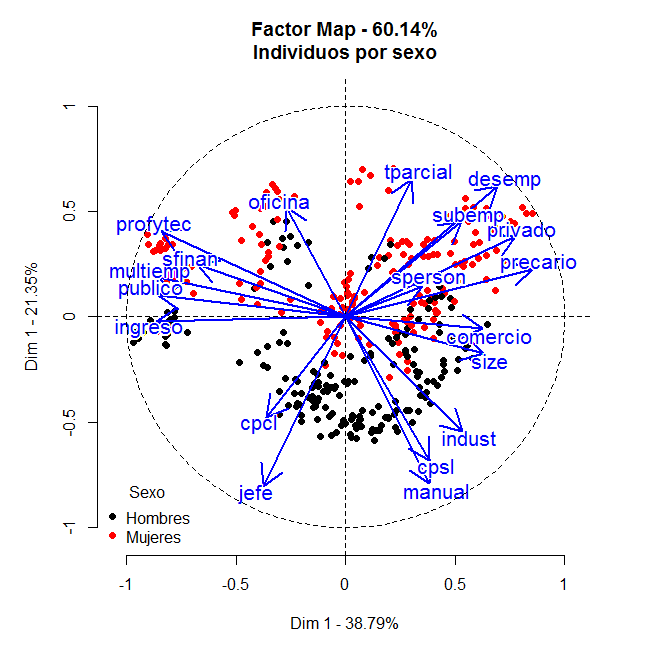 Factor Map - 60.14%
Individuos por sexo
Dim 1 - 21.35%
1
0.5
0
-0.5
-1
tparcial
desemp
oficina
subemp
profytec
privado
sfinan
precario
multiemp
sperson
publico
ingreso
comercio
size
cpcl
indust
cpsl
jefe
manual
Sexo
Hombres
Mujeres
-1 -0.5 0 0.5 1
Dim 1 - 38.79%